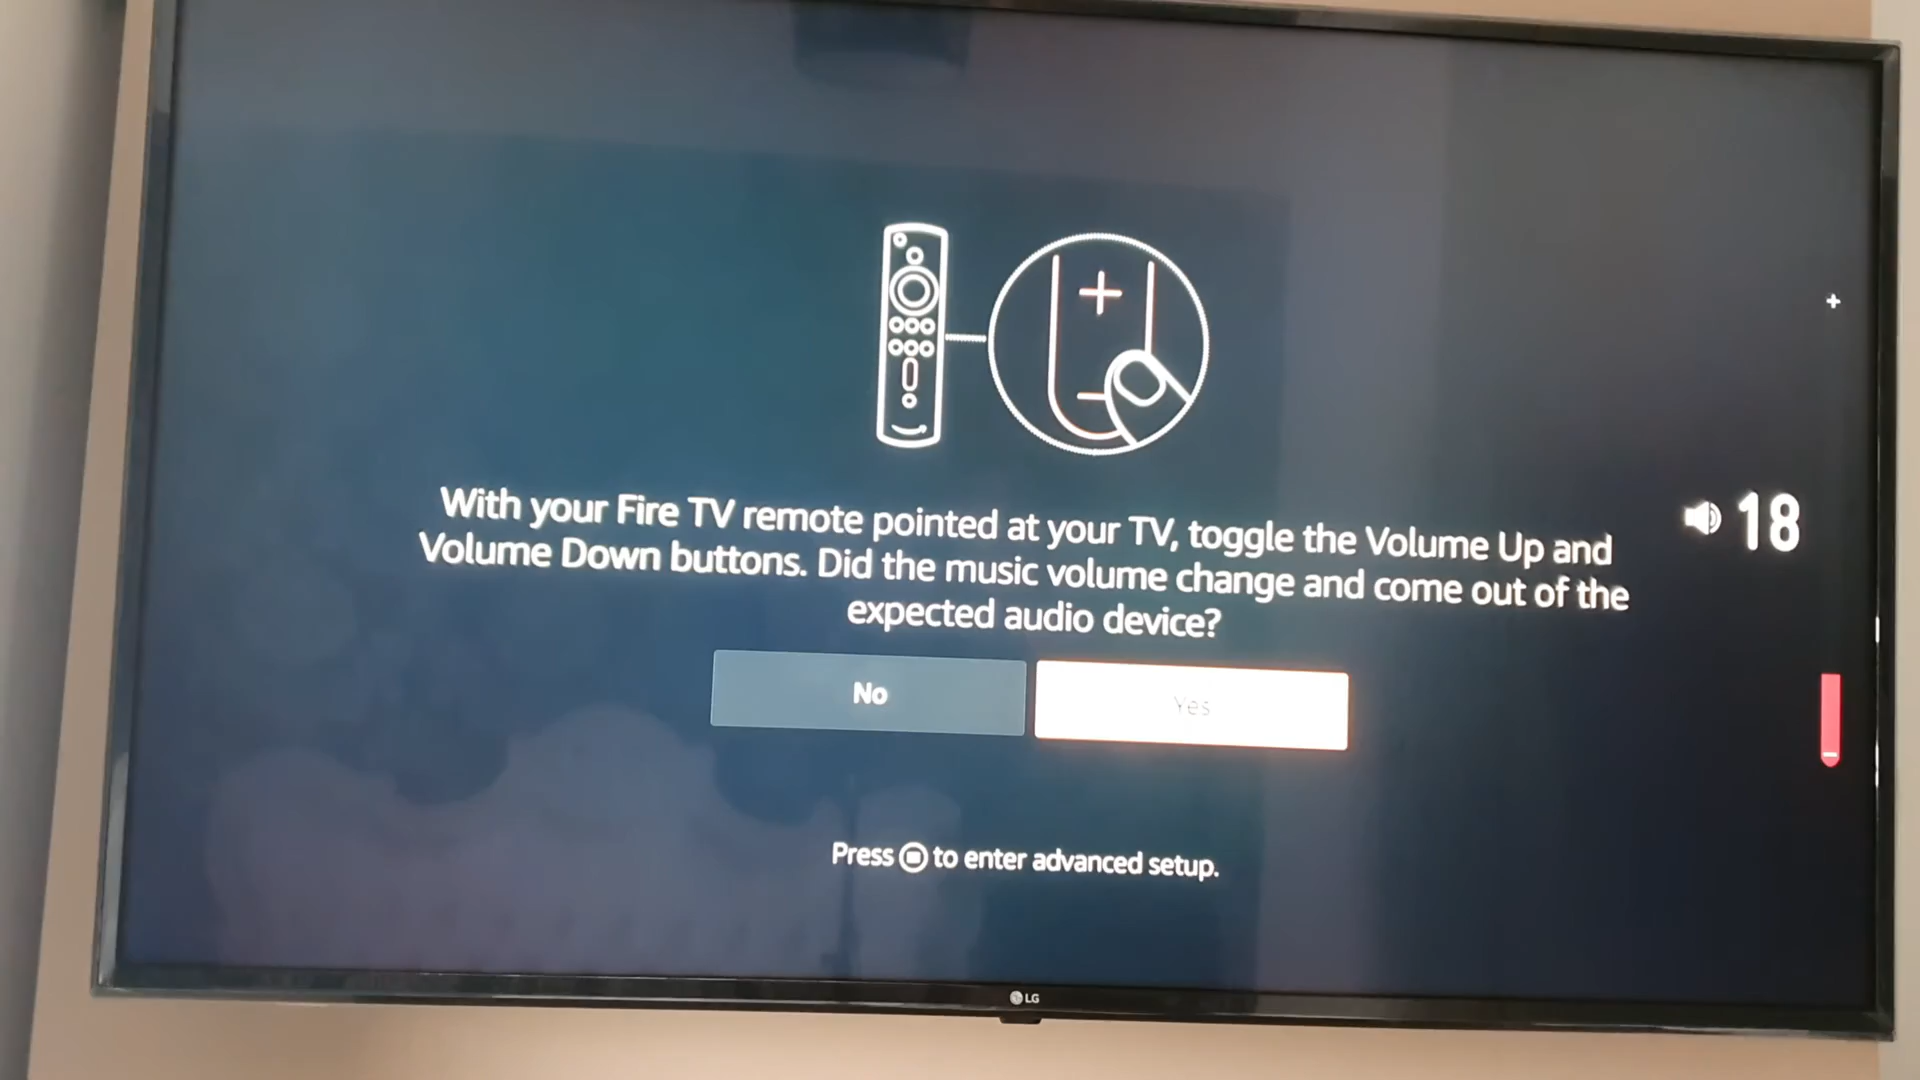 With your Fire TV remote pointed at your TV, toggle the Volume Up and
Volume Down buttons. Did the music volume change and come out of the
expected audio device?
18
No
Yes
Press to enter advanced setup.
LG